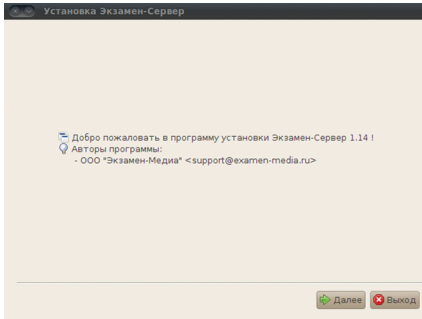 Установка Экзамен-Сервер
Добро пожаловать в программу установки Экзамен-Сервер 1.14 !
Авторы программы:
- ООО "Экзамен-Медиа" <support@examen-media.ru>
Далее Выход